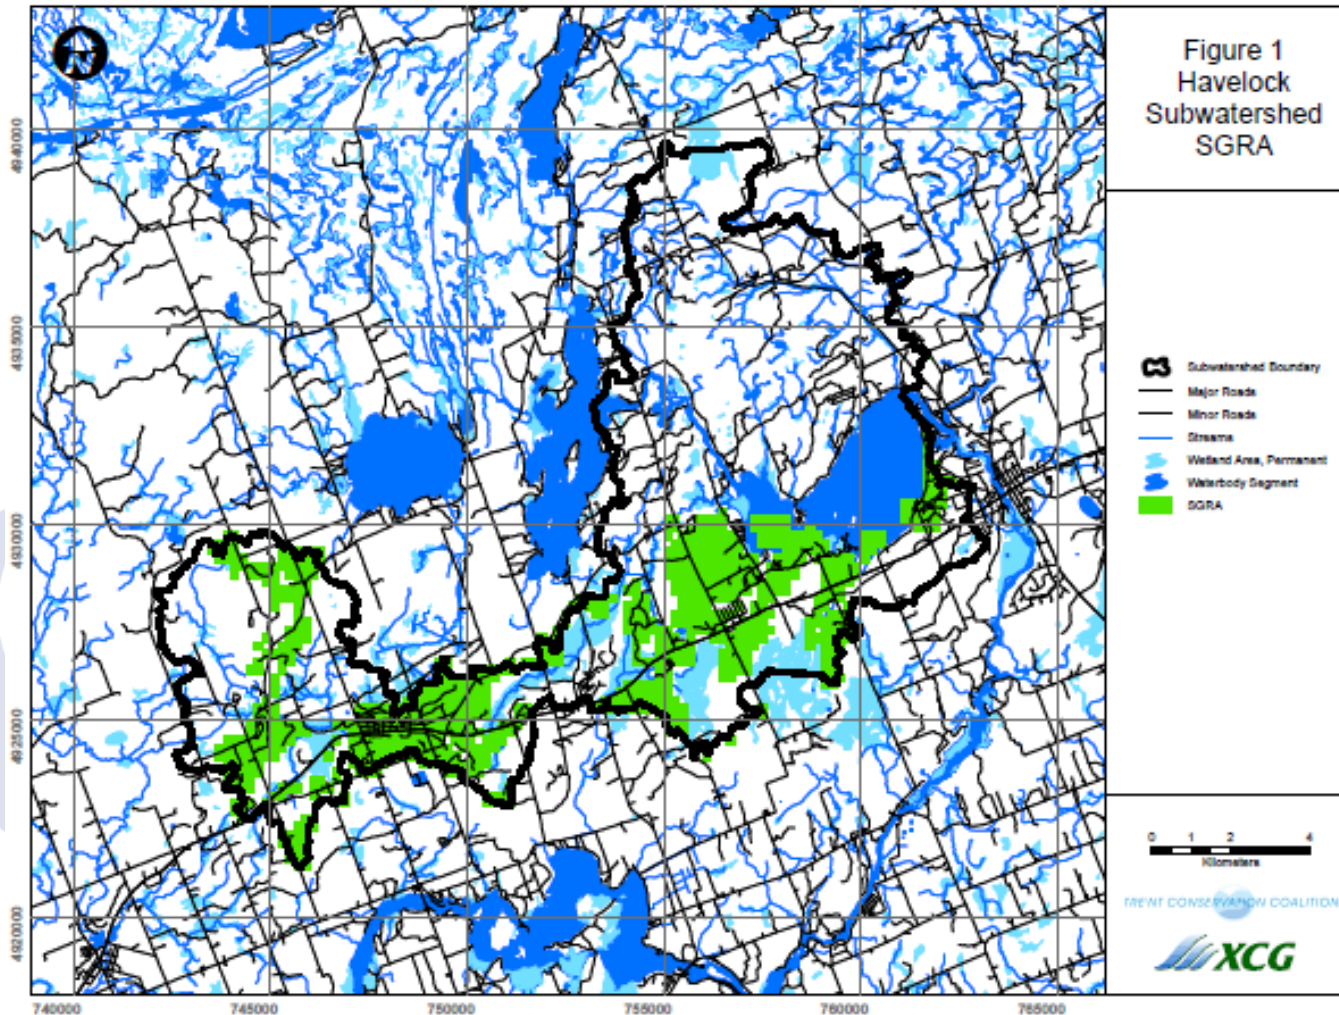 Figure 1
Havelock
Subwatershed
SGRA
Subwatershed Boundary
Major Roads
Minor Roads
Streams
Wetland Area, Permanent
Waterbody Segment
SGRA
0 1 2 4
Kilometers
TRENT CONSERVATION COALITION
XCG
N
4940000
4935000
4930000
4925000
4920000
740000 745000 750000 755000 760000 765000